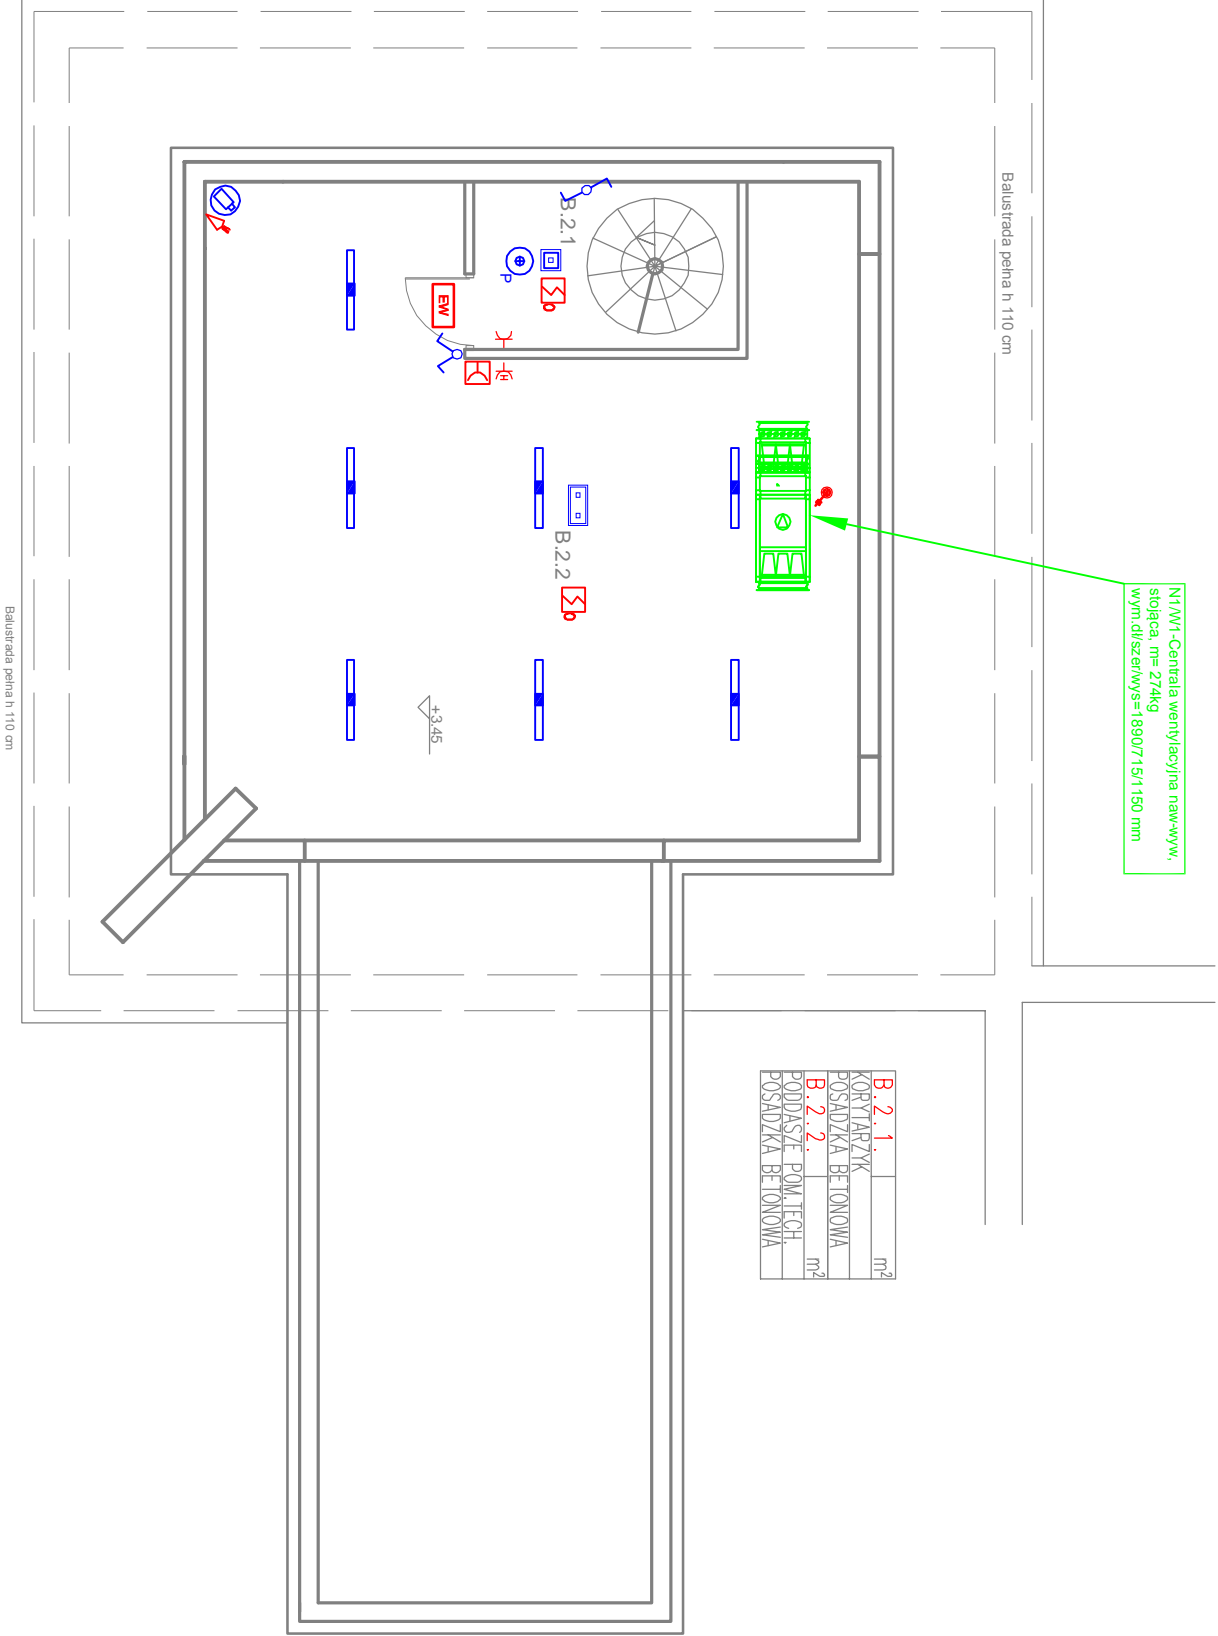 Balustrada pełna h 110 cm
N1/W1-Centrala wentylacyjna naw-wyw,
stojąca, m= 274kg
wym.dł/szer/wys=1890/715/1150 mm
B.2.1
P
EW
B.2.2
+3.45
Balustrada pełna h 110 cm
B.2.1. m²
KORYTARZYK
POSADZKA BETONOWA
B.2.2. m²
PODDASZE POM.TECH.
POSADZKA BETONOWA